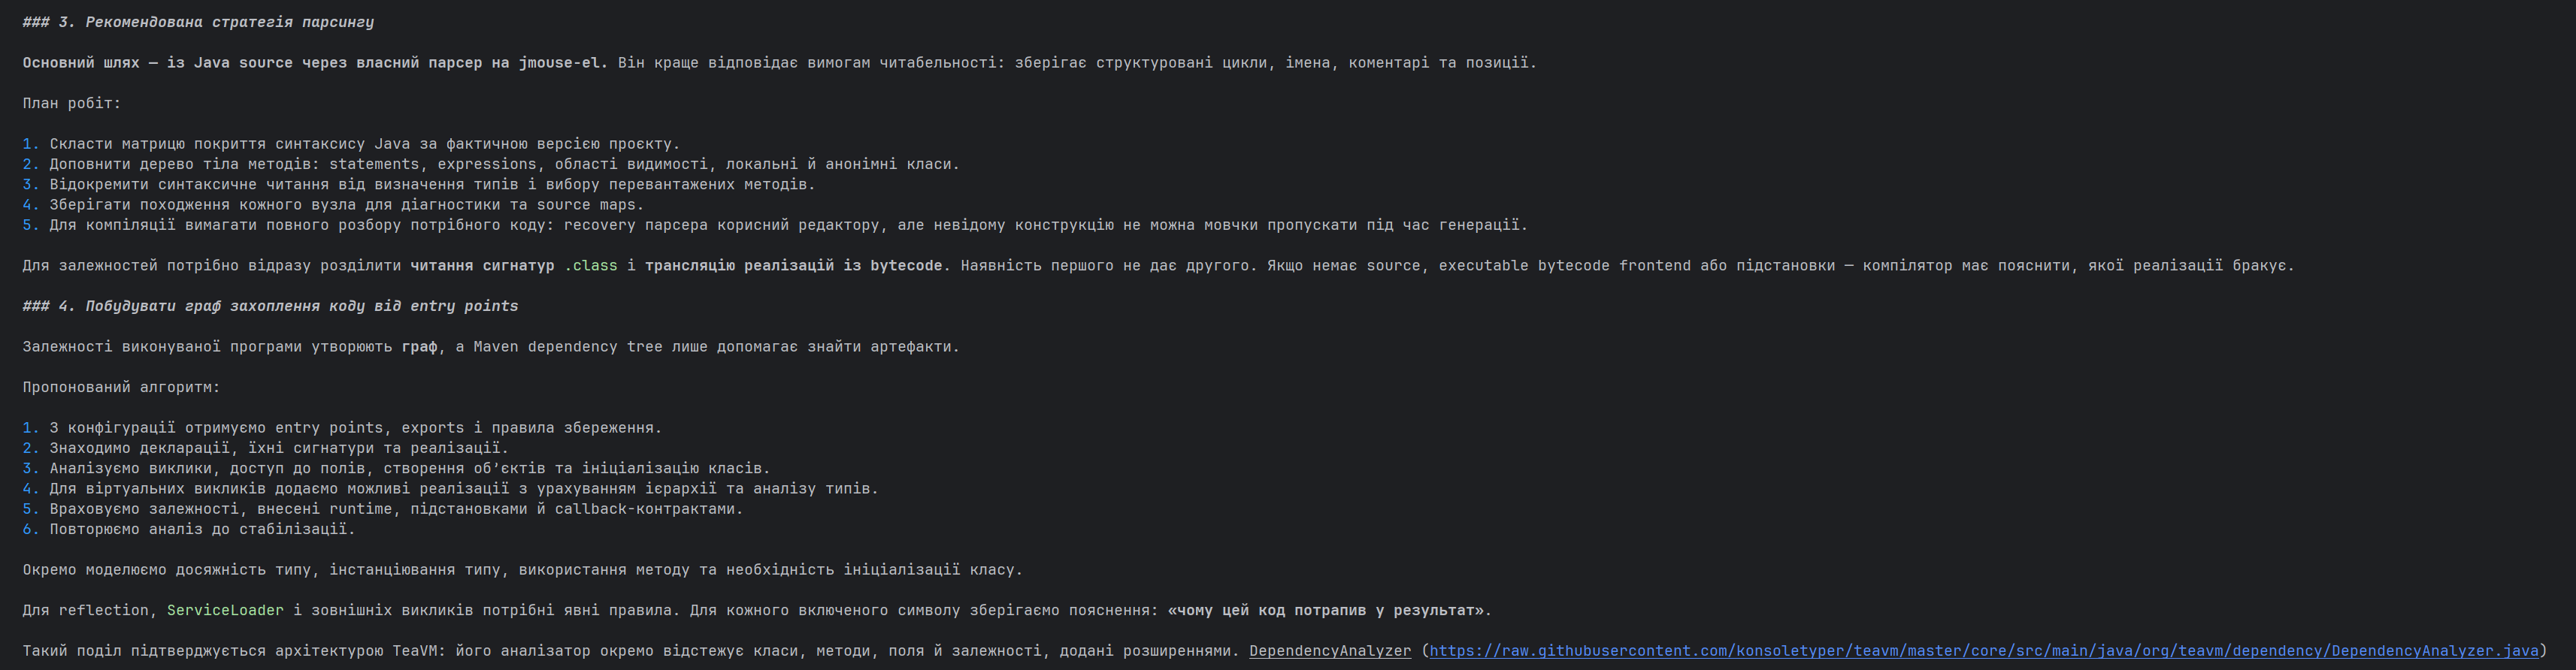 ### 3. Рекомендована стратегія парсингу
Основний шлях — із Java source через власний парсер на jmouse-el. Він краще відповідає вимогам читабельності: зберігає структуровані цикли, імена, коментарі та позиції.
План робіт:
1. Скласти матрицю покриття синтаксису Java за фактичною версією проєкту.
2. Доповнити дерево тіла методів: statements, expressions, області видимості, локальні й анонімні класи.
3. Відокремити синтаксичне читання від визначення типів і вибору перевантажених методів.
4. Зберігати походження кожного вузла для діагностики та source maps.
5. Для компіляції вимагати повного розбору потрібного коду: recovery парсера корисний редактору, але невідому конструкцію не можна мовчки пропускати під час генерації.
Для залежностей потрібно відразу розділити читання сигнатур .class і трансляцію реалізацій із bytecode. Наявність першого не дає другого. Якщо немає source, executable bytecode frontend або підстановки — компілятор має пояснити, якої реалізації бракує.
### 4. Побудувати граф захоплення коду від entry points
Залежності виконуваної програми утворюють граф, а Maven dependency tree лише допомагає знайти артефакти.
Пропонований алгоритм:
1. З конфігурації отримуємо entry points, exports і правила збереження.
2. Знаходимо декларації, їхні сигнатури та реалізації.
3. Аналізуємо виклики, доступ до полів, створення об’єктів та ініціалізацію класів.
4. Для віртуальних викликів додаємо можливі реалізації з урахуванням ієрархії та аналізу типів.
5. Враховуємо залежності, внесені runtime, підстановками й callback-контрактами.
6. Повторюємо аналіз до стабілізації.
Окремо моделюємо досяжність типу, інстанціювання типу, використання методу та необхідність ініціалізації класу.
Для reflection, ServiceLoader і зовнішніх викликів потрібні явні правила. Для кожного включеного символу зберігаємо пояснення: «чому цей код потрапив у результат».
Такий поділ підтверджується архітектурою TeaVM: його аналізатор окремо відстежує класи, методи, поля й залежності, додані розширеннями. DependencyAnalyzer (https://raw.githubusercontent.com/konsoletyper/teavm/master/core/src/main/java/org/teavm/dependency/DependencyAnalyzer.java)